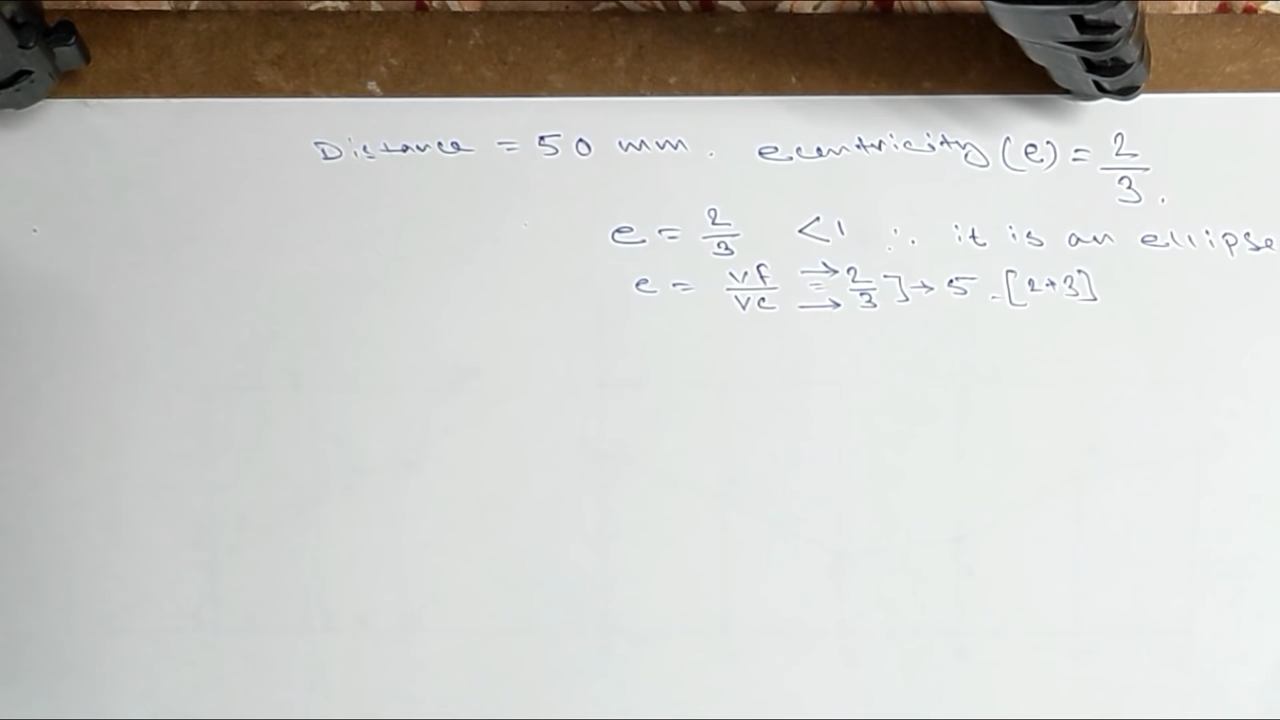 Distance = 50 mm. ecentricity (e) = 2/3.
e = 2/3 <1 ∴ it is an ellipse
e = vf/vc →=→ 2/3 ] → 5 . [2+3]